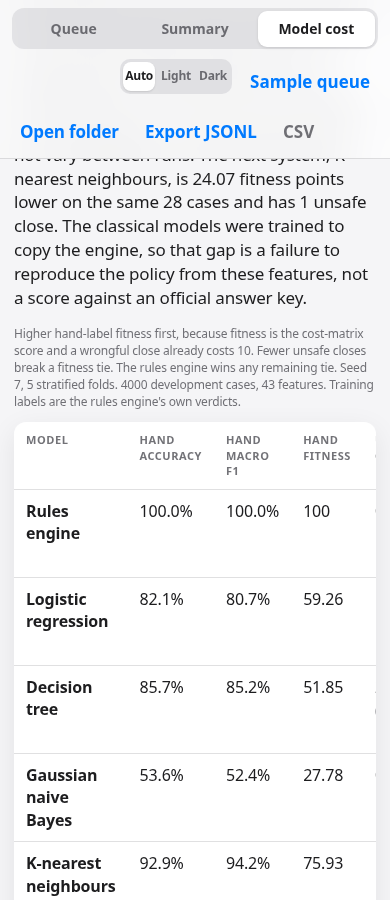 Queue Summary Model cost
Auto Light Dark Sample queue
Open folder Export JSONL CSV
not vary between runs. The next system, K-
nearest neighbours, is 24.07 fitness points
lower on the same 28 cases and has 1 unsafe
close. The classical models were trained to
copy the engine, so that gap is a failure to
reproduce the policy from these features, not
a score against an official answer key.
Higher hand-label fitness first, because fitness is the cost-matrix
score and a wrongful close already costs 10. Fewer unsafe closes
break a fitness tie. The rules engine wins any remaining tie. Seed
7, 5 stratified folds. 4000 development cases, 43 features. Training
labels are the rules engine's own verdicts.
MODEL HAND ACCURACY HAND MACRO F1 HAND FITNESS
Rules engine 100.0% 100.0% 100
Logistic regression 82.1% 80.7% 59.26
Decision tree 85.7% 85.2% 51.85
Gaussian naive Bayes 53.6% 52.4% 27.78
K-nearest neighbours 92.9% 94.2% 75.93